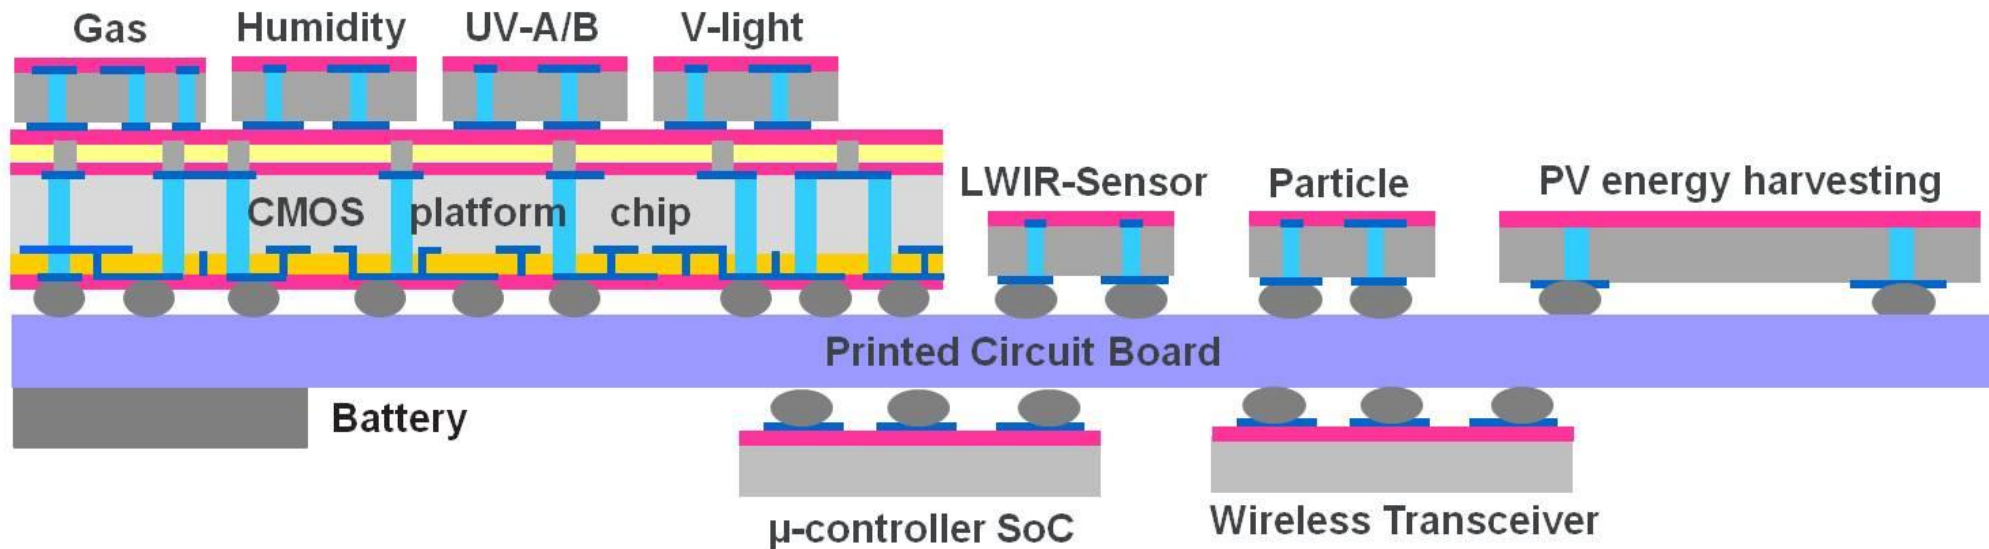 Gas
Humidity
UV-A/B
V-light
LWIR-Sensor
Particle
PV energy harvesting
CMOS platform chip
Printed Circuit Board
Battery
µ-controller SoC
Wireless Transceiver